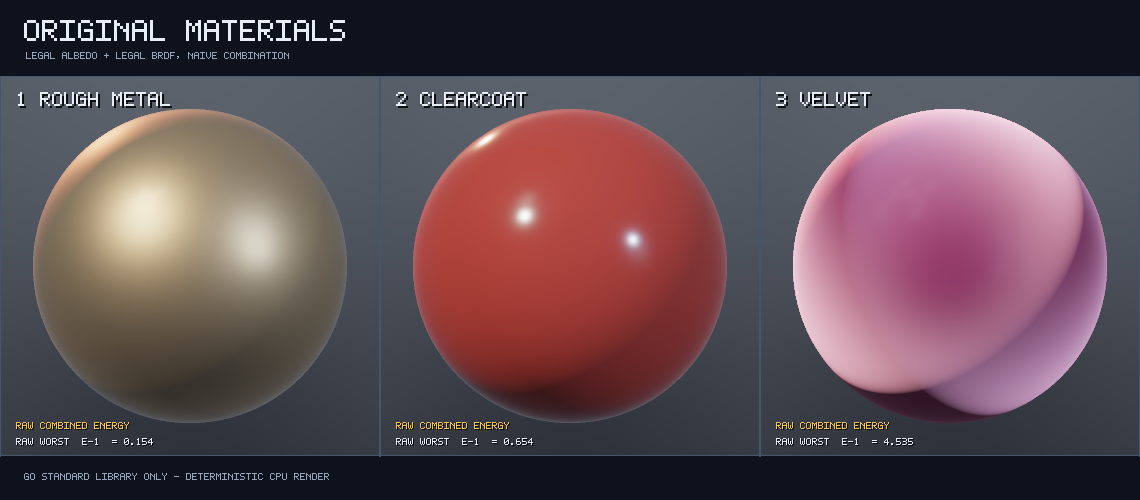 ORIGINAL MATERIALS
LEGAL ALBEDO + LEGAL BRDF, NAIVE COMBINATION
1 ROUGH METAL
2 CLEARCOAT
3 VELVET
RAW COMBINED ENERGY
RAW WORST E-1 = 0.154
RAW COMBINED ENERGY
RAW WORST E-1 = 0.654
RAW COMBINED ENERGY
RAW WORST E-1 = 4.535
GO STANDARD LIBRARY ONLY - DETERMINISTIC CPU RENDER